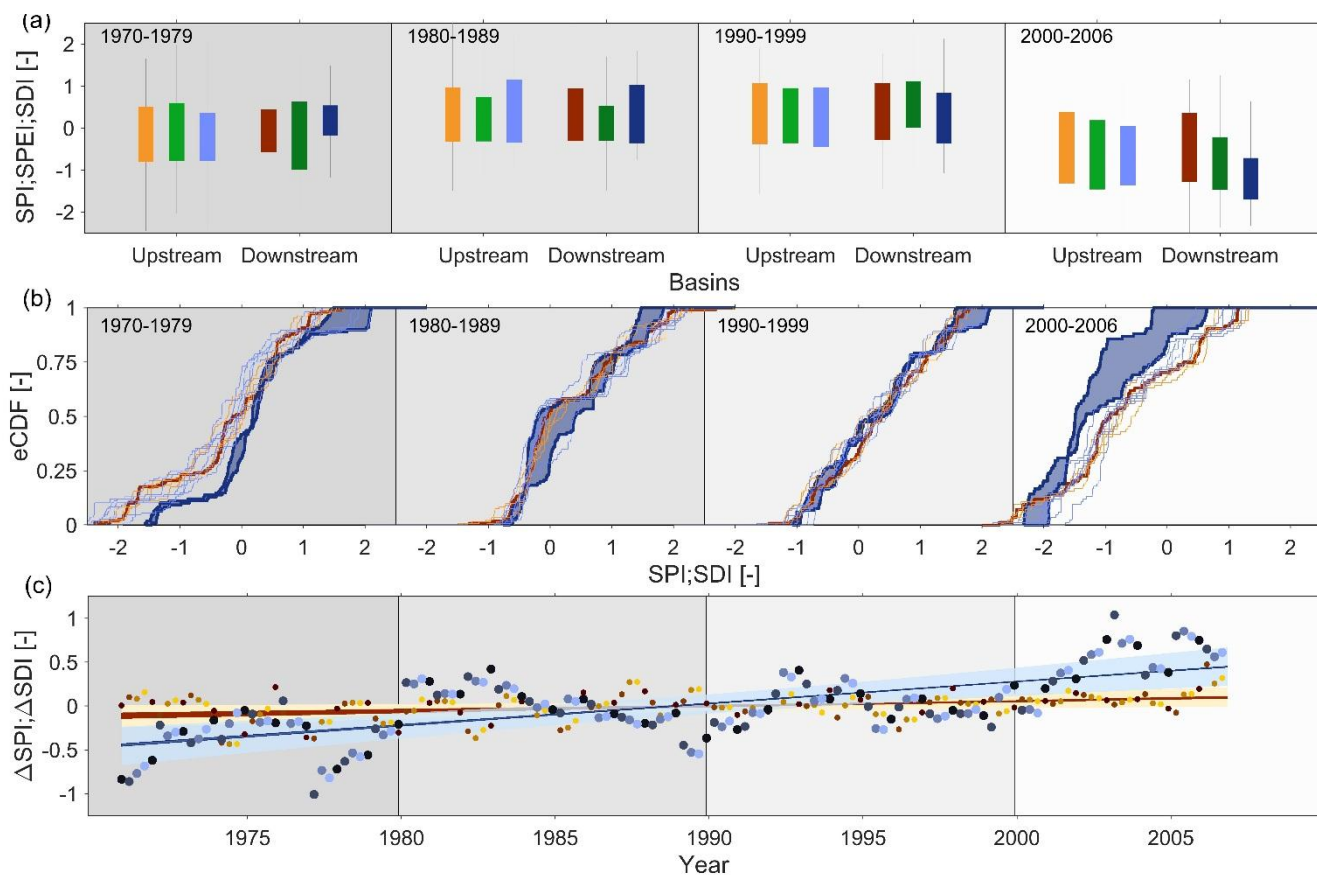 (a)
SPI;SPEI;SDI [-]
2
1
0
-1
-2
1970-1979
1980-1989
1990-1999
2000-2006
Upstream Downstream Upstream Downstream Upstream Downstream Upstream Downstream
Basins
(b)
eCDF [-]
1
0.75
0.5
0.25
0
1970-1979
1980-1989
1990-1999
2000-2006
-2 -1 0 1 2 -2 -1 0 1 2 -2 -1 0 1 2 -2 -1 0 1 2
SPI;SDI [-]
(c)
ΔSPI;ΔSDI [-]
1
0.5
0
-0.5
-1
1975 1980 1985 1990 1995 2000 2005
Year